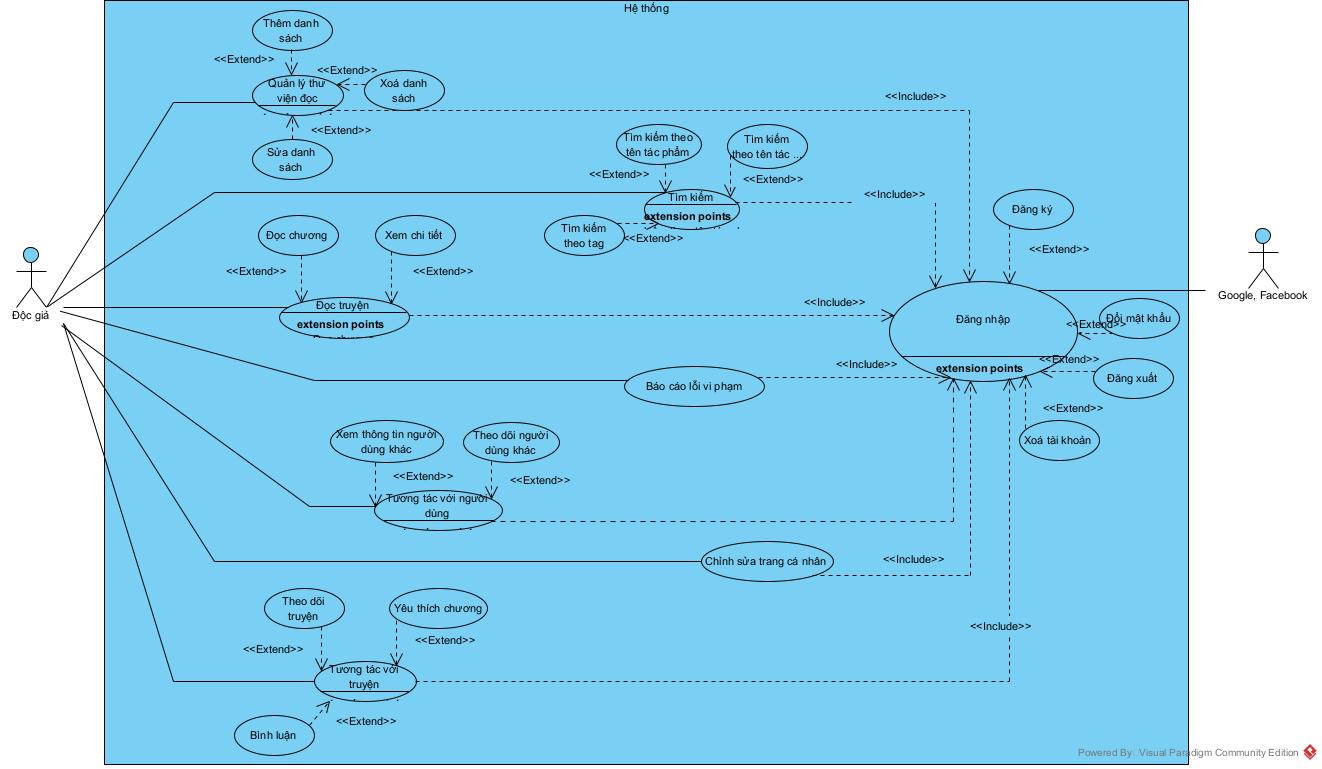 Hệ thống
Thêm danh
sách
<<Extend>>
<<Extend>>
Quản lý thư
viện đọc
Xoá danh
sách
<<Include>>
<<Extend>>
Sửa danh
sách
Tìm kiếm theo
tên tác phẩm
Tìm kiếm
theo tên tác ...
<<Extend>>
<<Extend>>
Tìm kiếm
extension points
<<Include>>
Đăng ký
Tìm kiếm
theo tag
<<Extend>>
<<Extend>>
Đọc chương
Xem chi tiết
<<Extend>>
<<Extend>>
Đọc truyện
extension points
<<Include>>
Độc giả
Google, Facebook
Đăng nhập
extension points
<<Extend>>
Đổi mật khẩu
<<Extend>>
Đăng xuất
<<Include>>
Báo cáo lỗi vi phạm
<<Extend>>
Xoá tài khoản
Xem thông tin người
dùng khác
Theo dõi người
dùng khác
<<Extend>>
<<Extend>>
Tương tác với người
dùng
Chỉnh sửa trang cá nhân
<<Include>>
Theo dõi
truyện
Yêu thích chương
<<Extend>>
<<Extend>>
<<Include>>
Tương tác với
truyện
<<Extend>>
Bình luận
Powered By: Visual Paradigm Community Edition